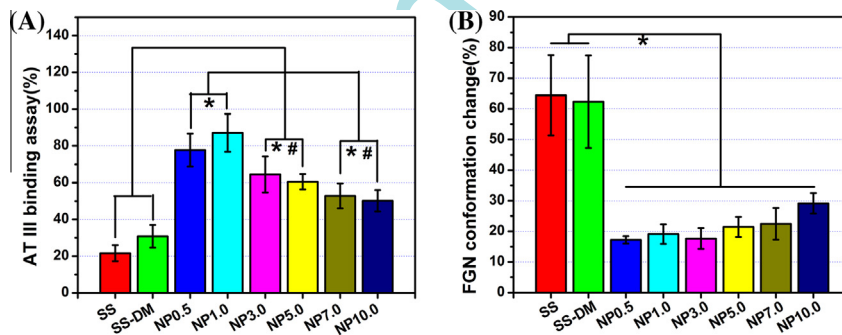 (A)
AT III binding assay(%)
140
120
100
80
60
40
20
0
*
* #
* #
SS
SS-DM
NP0.5
NP1.0
NP3.0
NP5.0
NP7.0
NP10.0
(B)
FGN conformation change(%)
90
80
70
60
50
40
30
20
10
0
*
SS
SS-DM
NP0.5
NP1.0
NP3.0
NP5.0
NP7.0
NP10.0